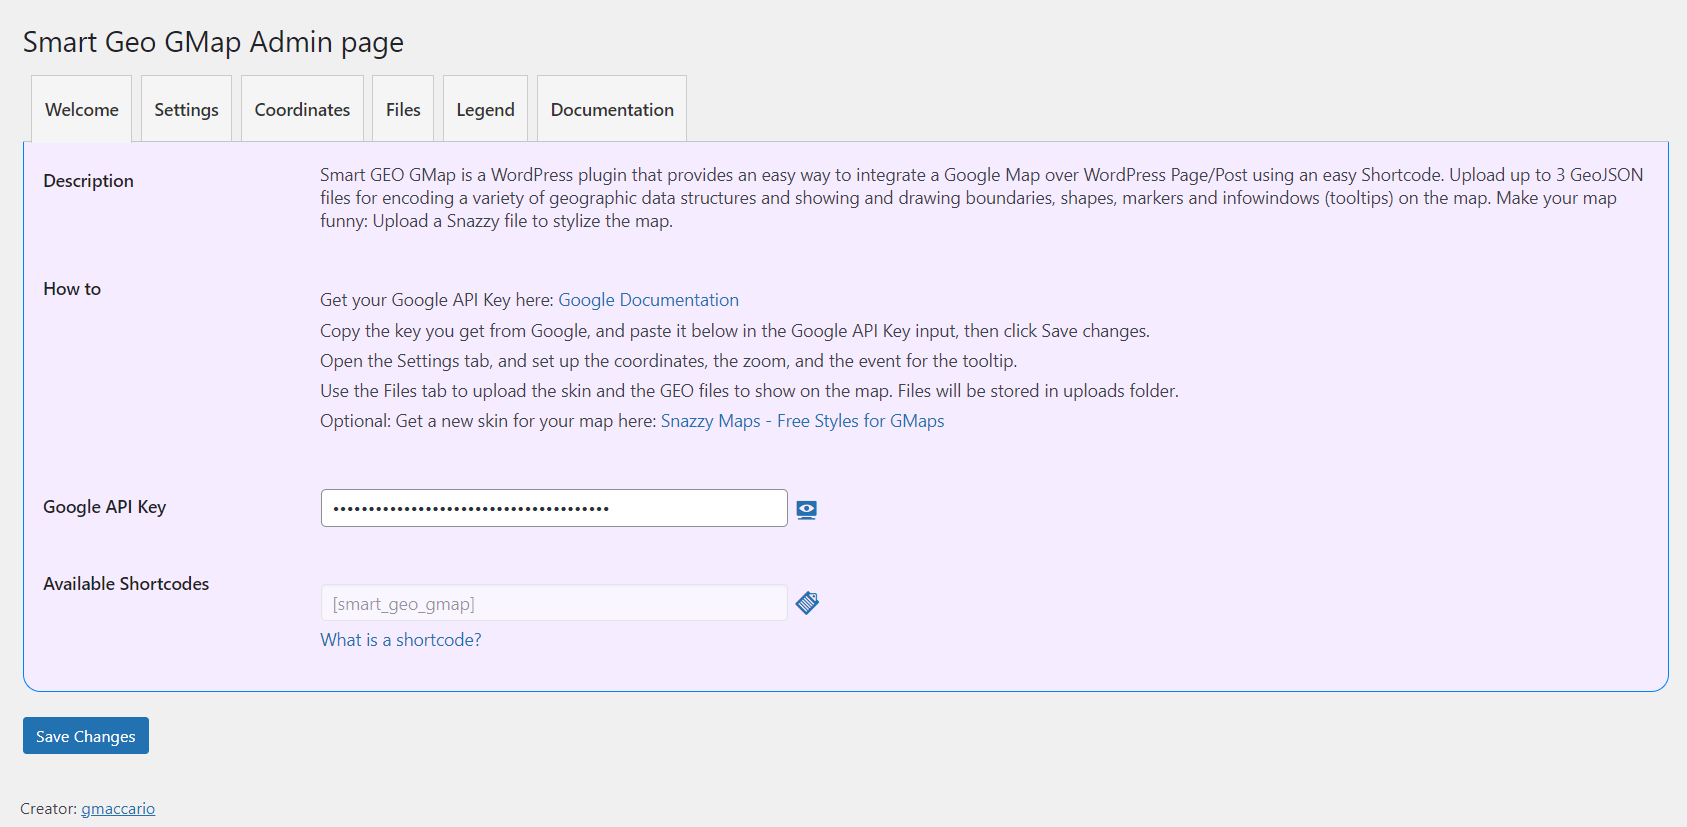 Smart Geo GMap Admin page
Welcome
Settings
Coordinates
Files
Legend
Documentation
Description
Smart GEO GMap is a WordPress plugin that provides an easy way to integrate a Google Map over WordPress Page/Post using an easy Shortcode. Upload up to 3 GeoJSON
files for encoding a variety of geographic data structures and showing and drawing boundaries, shapes, markers and infowindows (tooltips) on the map. Make your map
funny: Upload a Snazzy file to stylize the map.
How to
Get your Google API Key here: Google Documentation
Copy the key you get from Google, and paste it below in the Google API Key input, then click Save changes.
Open the Settings tab, and set up the coordinates, the zoom, and the event for the tooltip.
Use the Files tab to upload the skin and the GEO files to show on the map. Files will be stored in uploads folder.
Optional: Get a new skin for your map here: Snazzy Maps - Free Styles for GMaps
Google API Key
Available Shortcodes
[smart_geo_gmap]
What is a shortcode?
Save Changes
Creator: gmaccario